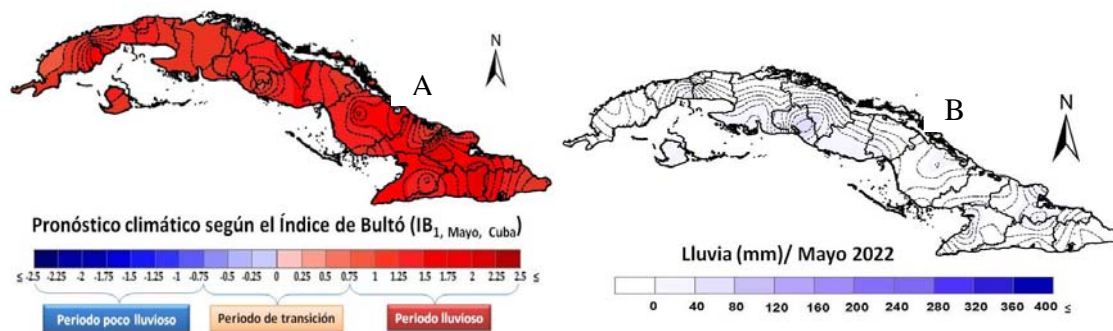 N
A
Pronóstico climático según el Índice de Bultó (IB1, Mayo, Cuba)
≤ -2.5 -2.25 -2 -1.75 -1.5 -1.25 -1 -0.75 -0.5 -0.25 0 0.25 0.5 0.75 1 1.25 1.5 1.75 2 2.25 2.5 ≤
Periodo poco lluvioso
Periodo de transición
Periodo lluvioso
N
B
Lluvia (mm)/ Mayo 2022
0 40 80 120 160 200 240 280 320 360 400 ≤